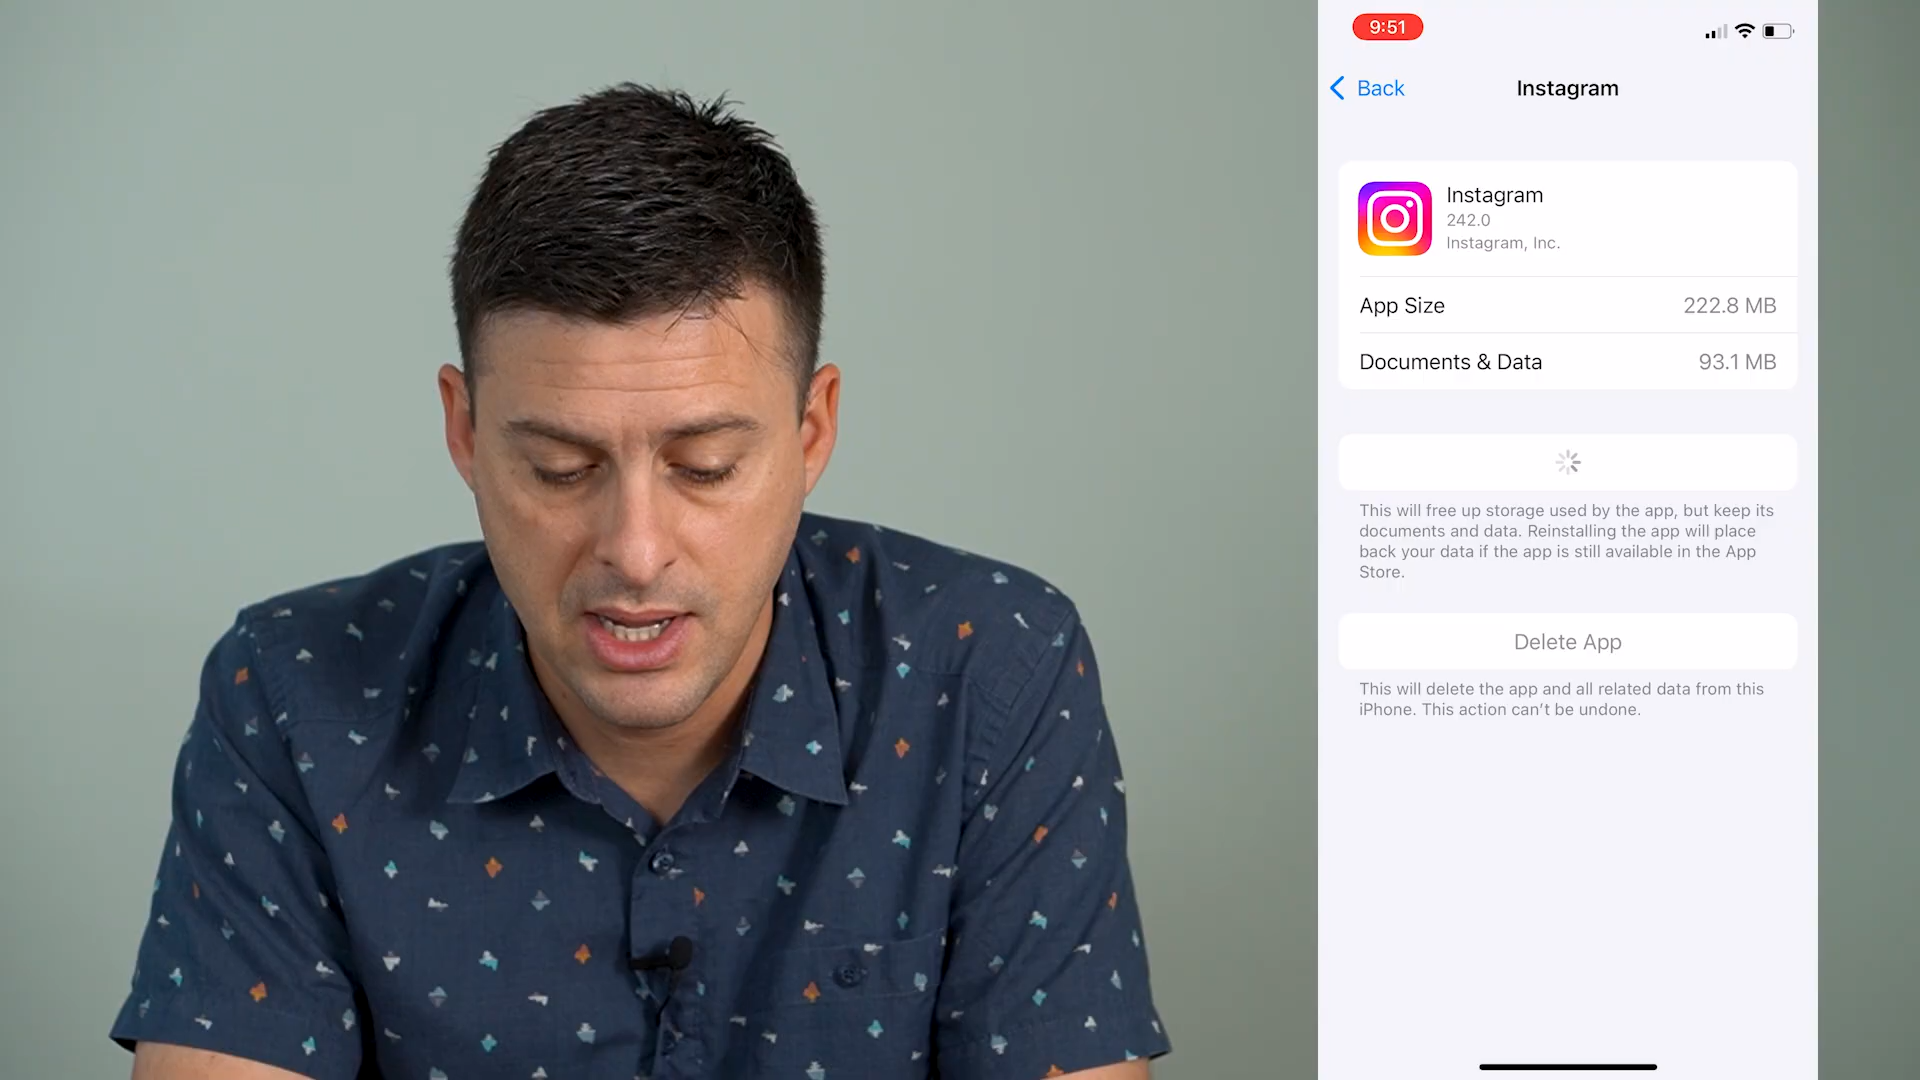 9:51
Back
Instagram
Instagram
242.0
Instagram, Inc.
App Size 222.8 MB
Documents & Data 93.1 MB
This will free up storage used by the app, but keep its
documents and data. Reinstalling the app will place
back your data if the app is still available in the App
Store.
Delete App
This will delete the app and all related data from this
iPhone. This action can't be undone.